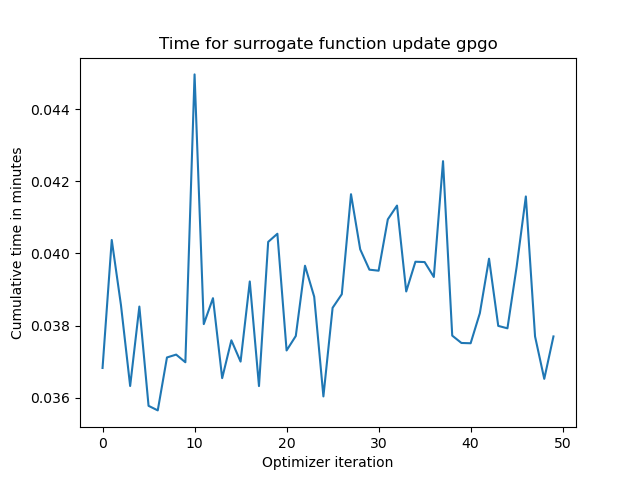 Time for surrogate function update gpgo
Cumulative time in minutes
0.044
0.042
0.040
0.038
0.036
0 10 20 30 40 50
Optimizer iteration